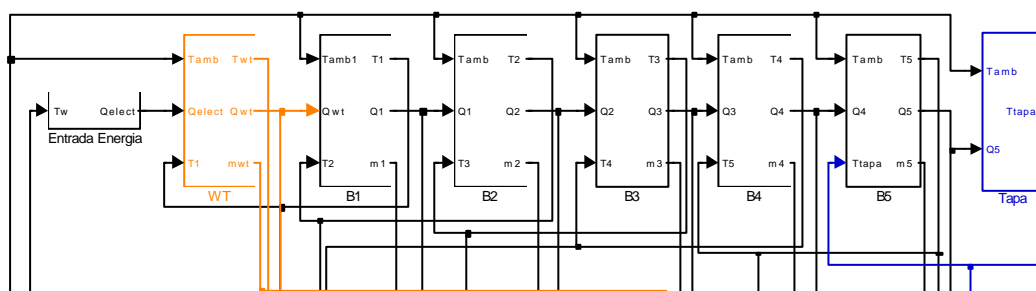 Tamb Twt
Tamb1 T1
Tamb T2
Tamb T3
Tamb T4
Tamb T5
Tamb
Tw Qelect
Qelect Qwt
Qwt Q1
Q1 Q2
Q2 Q3
Q3 Q4
Q4 Q5
Ttapa
Entrada Energia
T1 mwt
T2 m1
T3 m2
T4 m3
T5 m4
Ttapa m5
Q5
WT
B1
B2
B3
B4
B5
Tapa